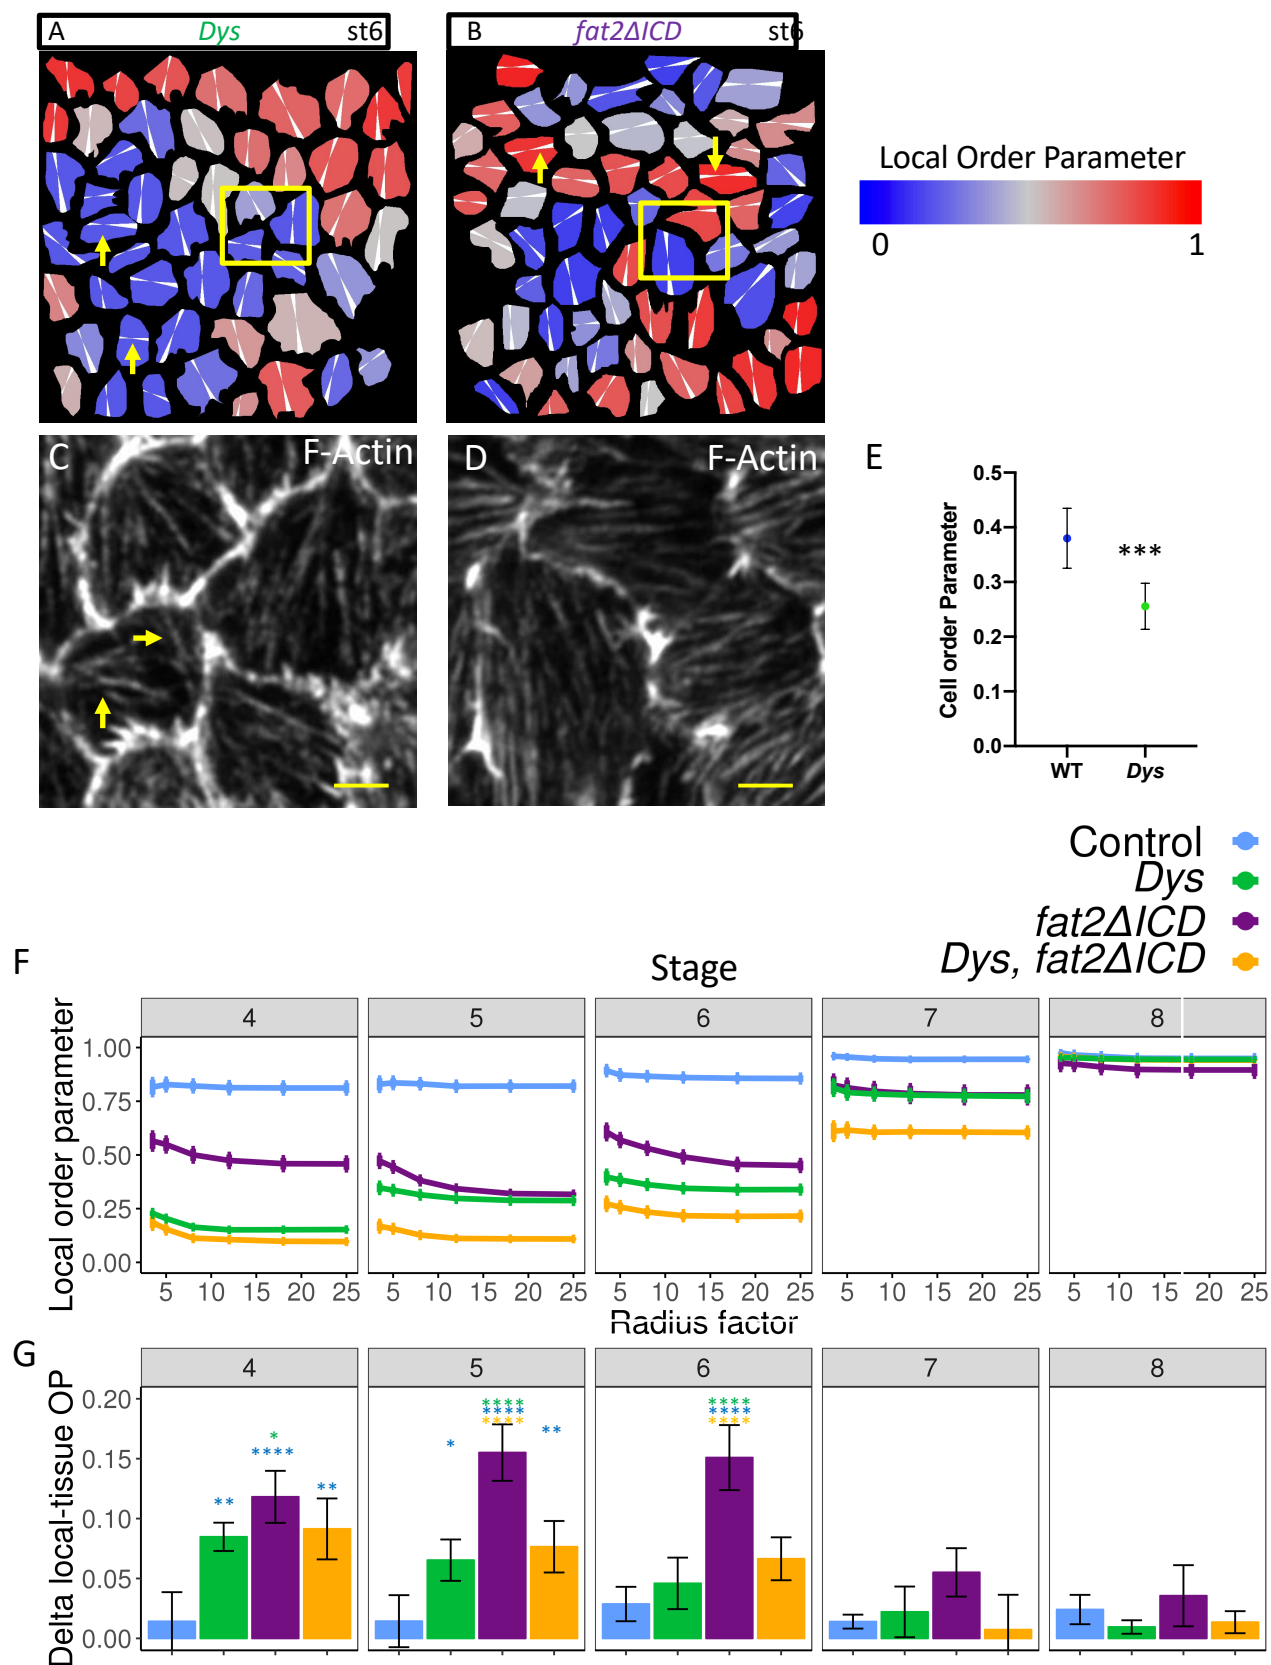 A Dys st6
B fat2ΔICD st6
Local Order Parameter
0 1
C F-Actin
D F-Actin
E
Cell order Parameter
0.5
0.4
0.3
0.2
0.1
0.0
***
WT Dys
Control
Dys
fat2ΔICD
Dys, fat2ΔICD
F
Stage
4 5 6 7 8
Local order parameter
1.00
0.75
0.50
0.25
0.00
5 10 15 20 25 5 10 15 20 25 5 10 15 20 25 5 10 15 20 25 5 10 15 20 25
Radius factor
G
4 5 6 7 8
Delta local-tissue OP
0.20
0.15
0.10
0.05
0.00
** * **** **
* **** **** **** **
**** **** ****